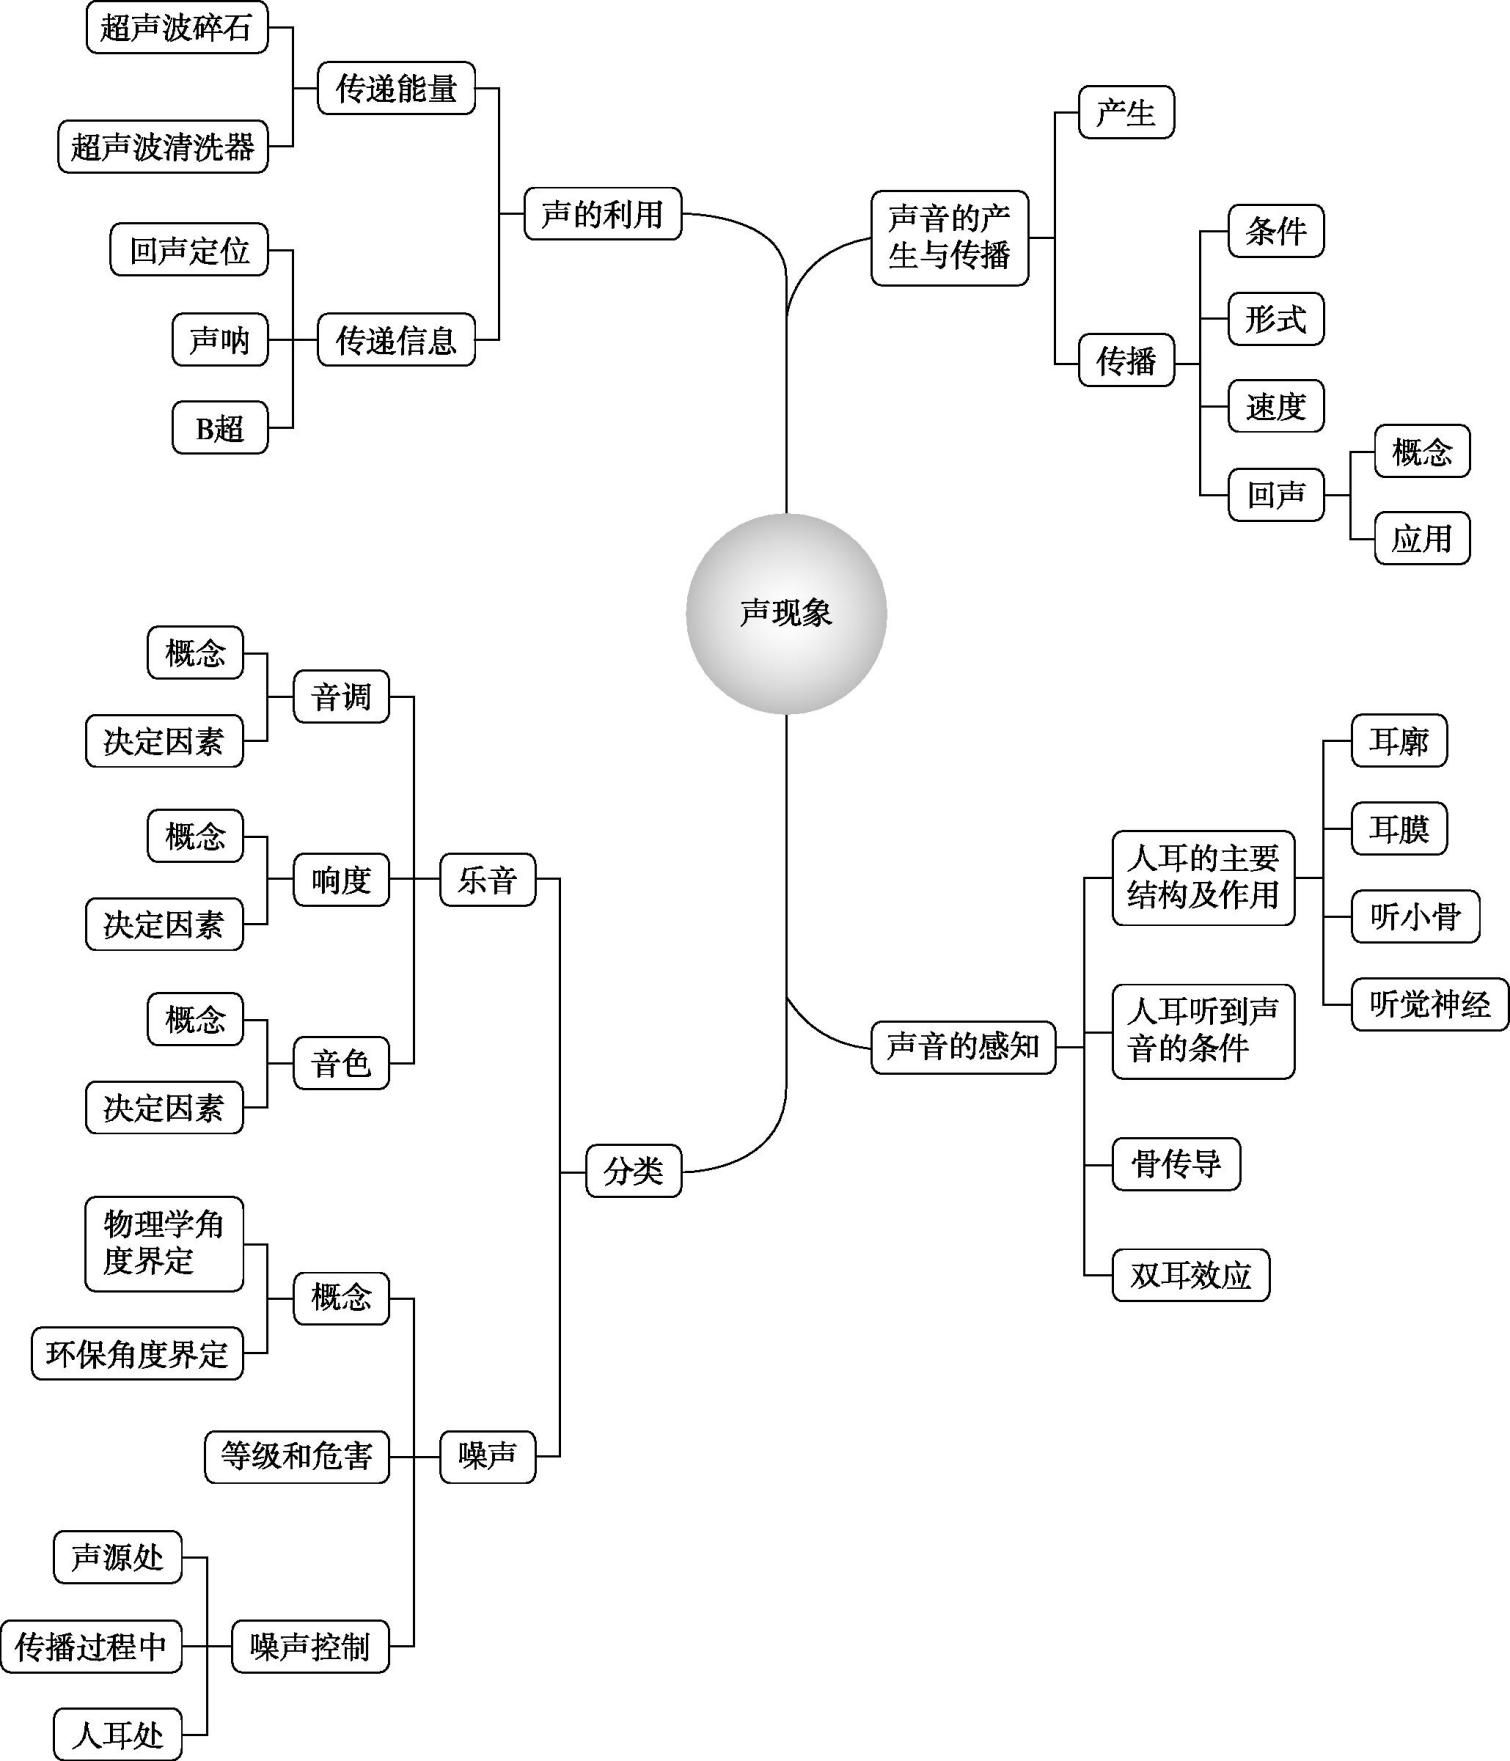 超声波碎石
传递能量
超声波清洗器
声的利用
回声定位
声呐
传递信息
B超
产生
声音的产
生与传播
条件
形式
传播
速度
回声
概念
应用
声现象
概念
音调
决定因素
概念
响度
乐音
决定因素
概念
音色
决定因素
分类
物理学角
度界定
概念
环保角度界定
等级和危害
噪声
声源处
传播过程中
噪声控制
人耳处
耳廓
耳膜
人耳的主要
结构及作用
听小骨
听觉神经
人耳听到声
音的条件
声音的感知
骨传导
双耳效应